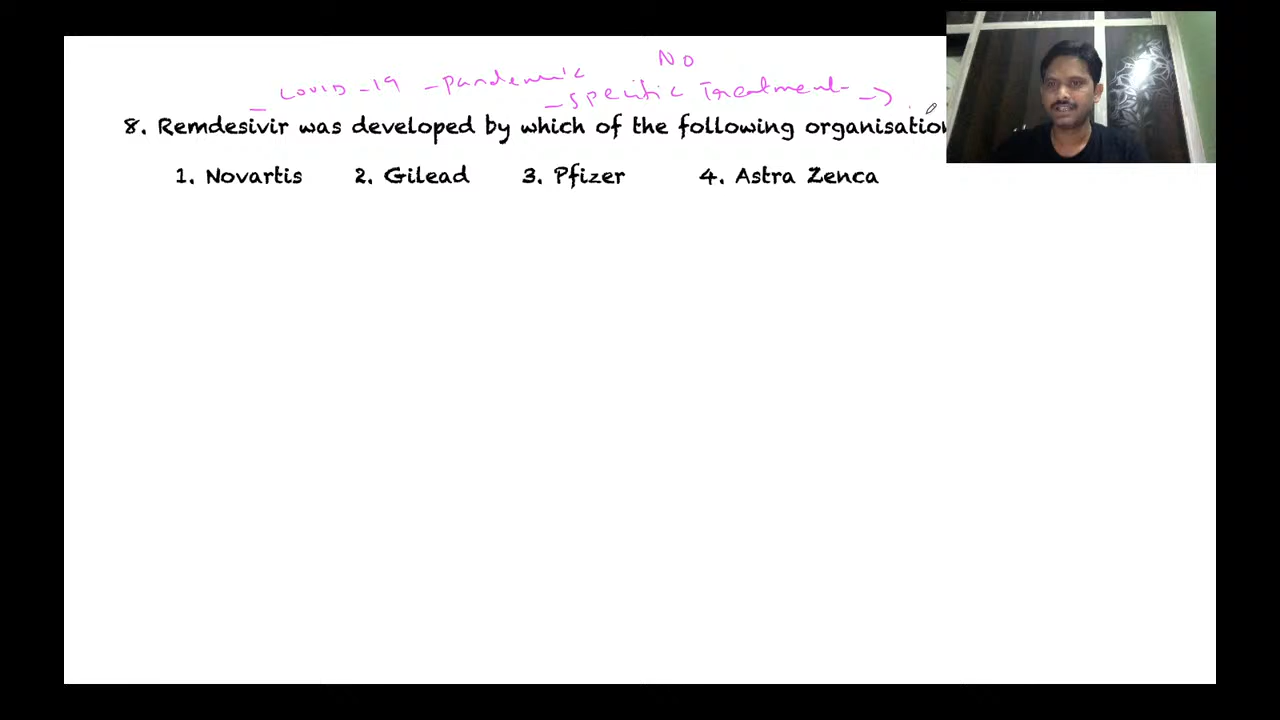 No
- COVID-19 - pandemic
- specific Treatment ->
8. Remdesivir was developed by which of the following organisation
1. Novartis 2. Gilead 3. Pfizer 4. Astra Zenca